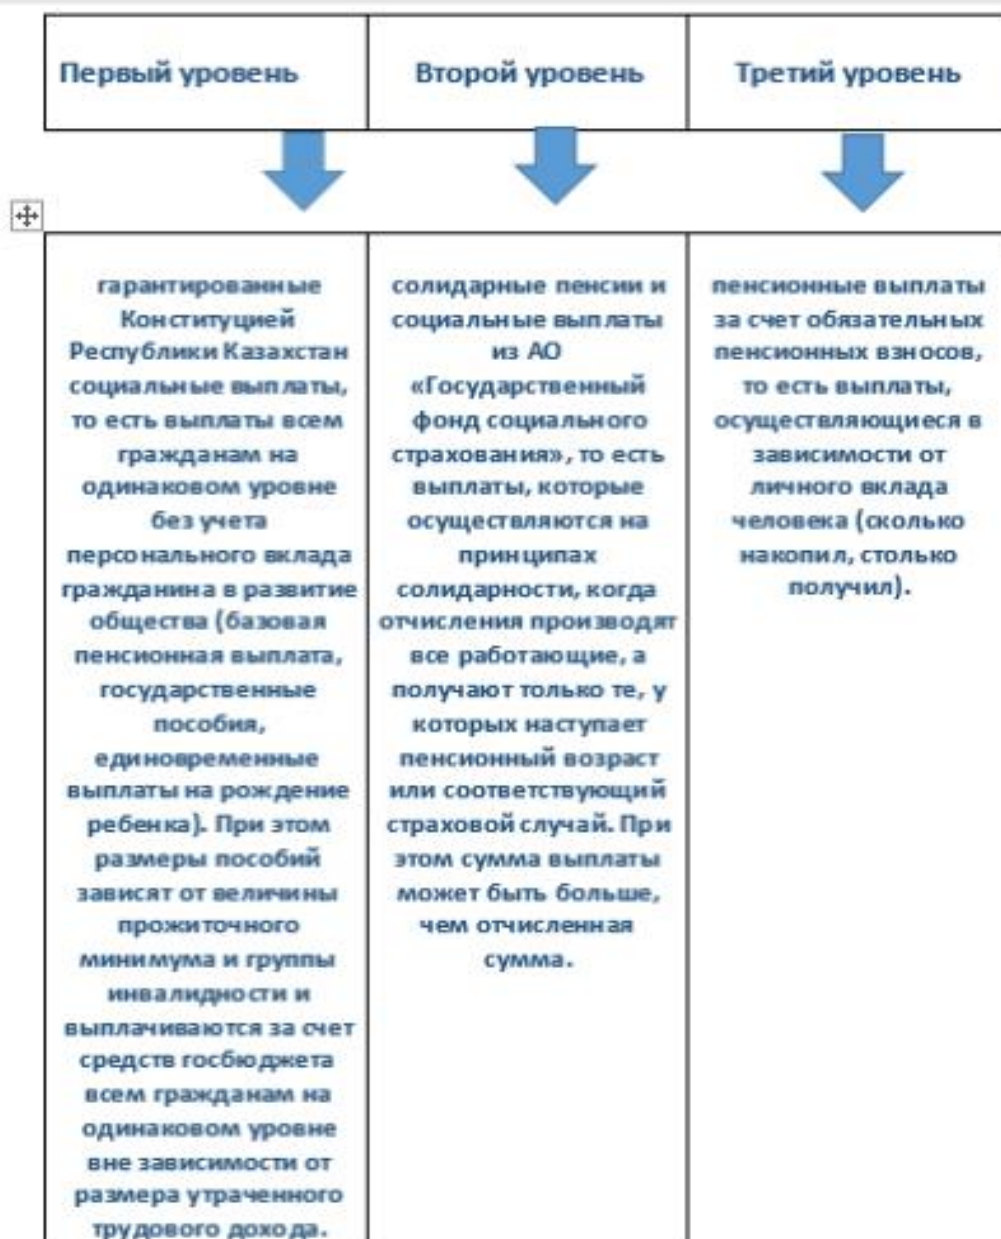 Первый уровень
Второй уровень
Третий уровень
гарантированные
Конституцией
Республики Казахстан
социальные выплаты,
то есть выплаты всем
гражданам на
одинаковом уровне
без учета
персонального вклада
гражданина в развитие
общества (базовая
пенсионная выплата,
государственные
пособия,
единовременные
выплаты на рождение
ребенка). При этом
размеры пособий
зависят от величины
прожиточного
минимума и группы
инвалидности и
выплачиваются за счет
средств госбюджета
всем гражданам на
одинаковом уровне
вне зависимости от
размера утраченного
трудового дохода.
солидарные пенсии и
социальные выплаты
из АО
«Государственный
фонд социального
страхования», то есть
выплаты, которые
осуществляются на
принципах
солидарности, когда
отчисления производят
все работающие, а
получают только те, у
которых наступает
пенсионный возраст
или соответствующий
страховой случай. При
этом сумма выплаты
может быть больше,
чем отчисленная
сумма.
пенсионные выплаты
за счет обязательных
пенсионных взносов,
то есть выплаты,
осуществляющиеся в
зависимости от
личного вклада
человека (сколько
накопил, столько
получил).